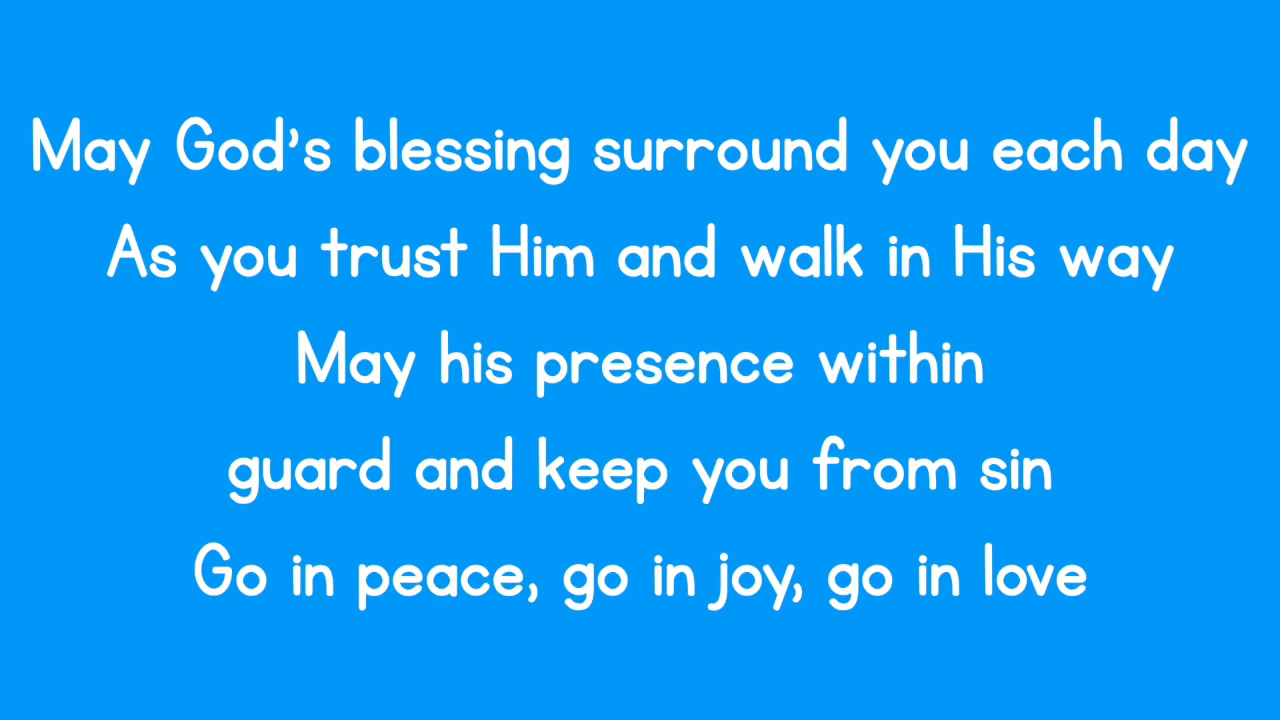 May God's blessing surround you each day
As you trust Him and walk in His way
May his presence within
guard and keep you from sin
Go in peace, go in joy, go in love